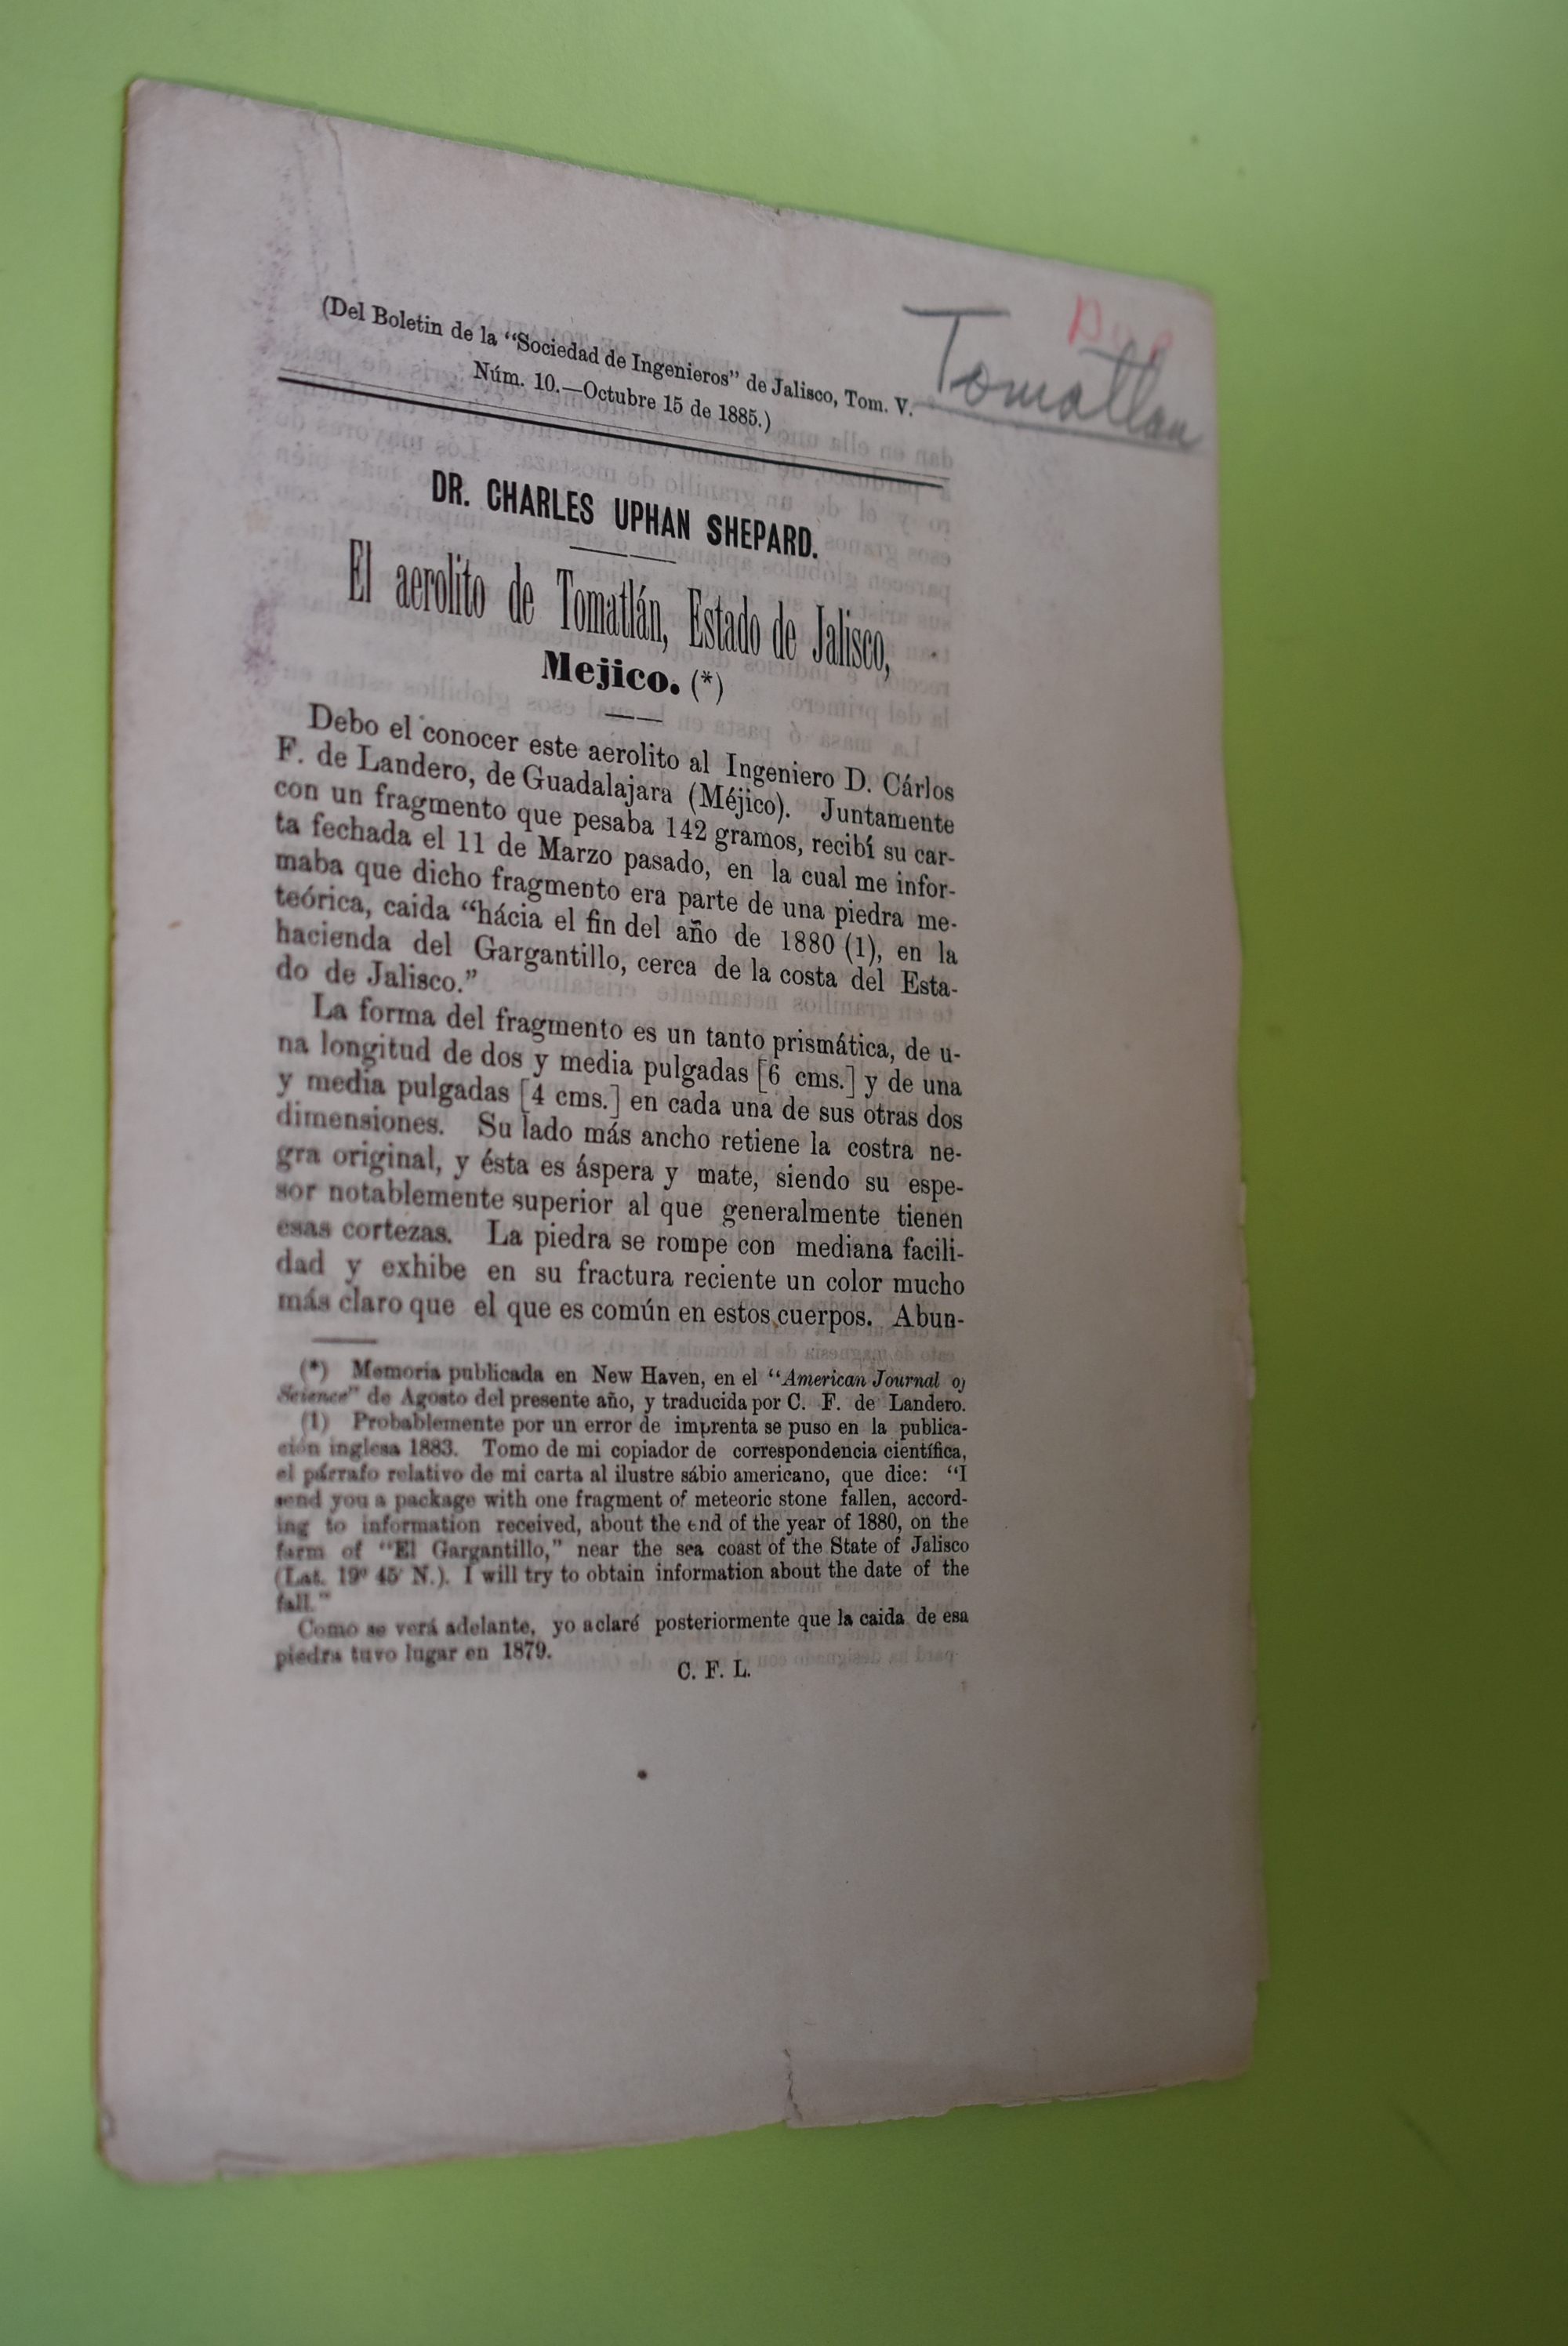 Dup
Tomatlan
(Del Boletin de la "Sociedad de Ingenieros" de Jalisco, Tom. V.
Núm. 10.—Octubre 15 de 1885.)
DR. CHARLES UPHAN SHEPARD.
El aerolito de Tomatlán, Estado de Jalisco,
Mejico. (*)
Debo el conocer este aerolito al Ingeniero D. Cárlos
F. de Landero, de Guadalajara (Méjico). Juntamente
con un fragmento que pesaba 142 gramos, recibí su car-
ta fechada el 11 de Marzo pasado, en la cual me infor-
maba que dicho fragmento era parte de una piedra me-
teórica, caida "hácia el fin del año de 1880 (1), en la
hacienda del Gargantillo, cerca de la costa del Esta-
do de Jalisco."
La forma del fragmento es un tanto prismática, de u-
na longitud de dos y media pulgadas [6 cms.] y de una
y media pulgadas [4 cms.] en cada una de sus otras dos
dimensiones. Su lado más ancho retiene la costra ne-
gra original, y ésta es áspera y mate, siendo su espe-
sor notablemente superior al que generalmente tienen
esas cortezas. La piedra se rompe con mediana facili-
dad y exhibe en su fractura reciente un color mucho
más claro que el que es común en estos cuerpos. Abun-
(*) Memoria publicada en New Haven, en el "American Journal of
Science" de Agosto del presente año, y traducida por C. F. de Landero.
(1) Probablemente por un error de imprenta se puso en la publica-
ción inglesa 1883. Tomo de mi copiador de correspondencia científica,
el párrafo relativo de mi carta al ilustre sábio americano, que dice: "I
send you a package with one fragment of meteoric stone fallen, accord-
ing to information received, about the end of the year of 1880, on the
farm of "El Gargantillo," near the sea coast of the State of Jalisco
(Lat. 19° 45' N.). I will try to obtain information about the date of the
fall."
Como se verá adelante, yo aclaré posteriormente que la caida de esa
piedra tuvo lugar en 1879.
C. F. L.